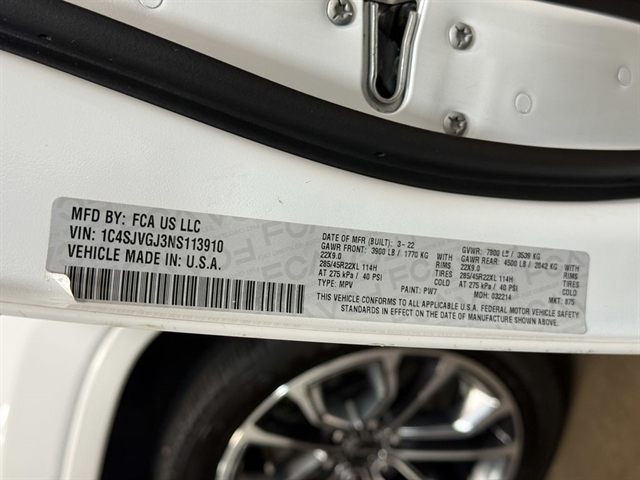 MFD BY: FCA US LLC
VIN: 1C4SJVGJ3NS113910
VEHICLE MADE IN: U.S.A.
DATE OF MFR (BUILT): 3-22 GVWR: 7800 LB / 3539 KG
GAWR FRONT: 3900 LB / 1770 KG WITH GAWR REAR: 4500 LB / 2042 KG WITH
22X9.0 RIMS 22X9.0 RIMS
285/45R22XL 114H TIRES 285/45R22XL 114H TIRES
AT 275 kPa / 40 PSI COLD AT 275 kPa / 40 PSI COLD
TYPE: MPV PAINT: PW7 MDH: 032214 MKT: 875
THIS VEHICLE CONFORMS TO ALL APPLICABLE U.S.A. FEDERAL MOTOR VEHICLE SAFETY
STANDARDS IN EFFECT ON THE DATE OF MANUFACTURE SHOWN ABOVE.